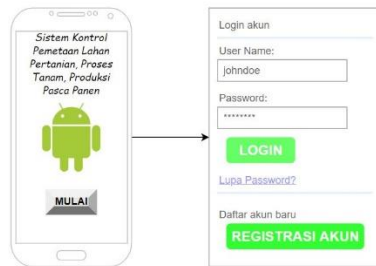 Sistem Kontrol
Pemetaan Lahan
Pertanian, Proses
Tanam, Produksi
Pasca Panen
MULAI
Login akun
User Name:
johndoe
Password:
********
LOGIN
Lupa Password?
Daftar akun baru
REGISTRASI AKUN